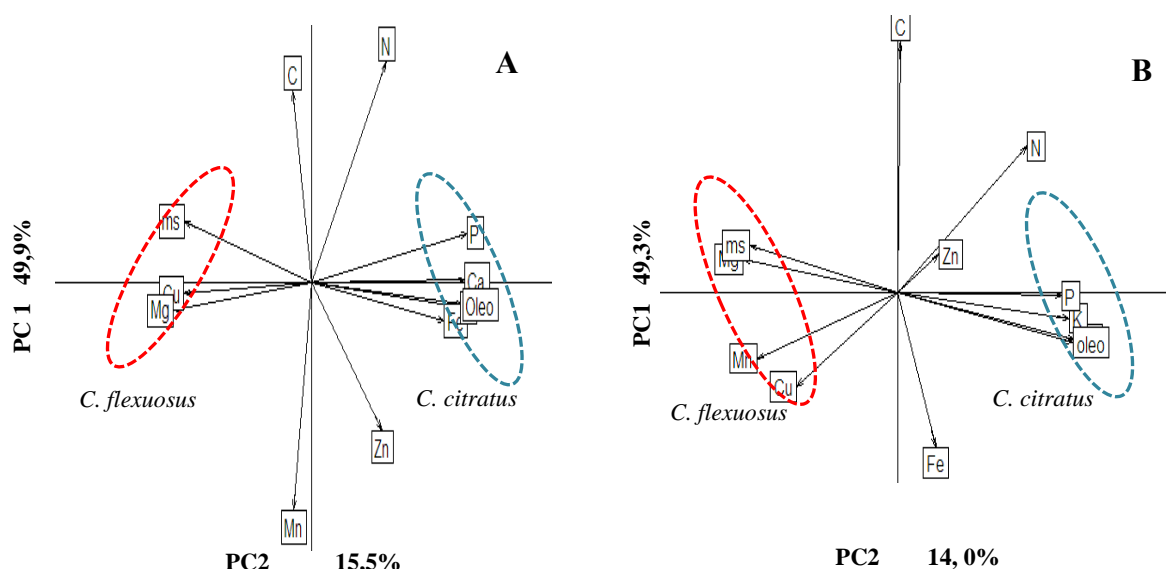 A
N
C
ms
P
Ca
Cu
Oleo
Mg
Fe
PC 1 49,9%
C. flexuosus
C. citratus
Zn
Mn
PC2 15,5%
B
C
N
Zn
ms
Mg
P
K
oleo
Mn
Cu
PC1 49,3%
C. flexuosus
C. citratus
Fe
PC2 14, 0%